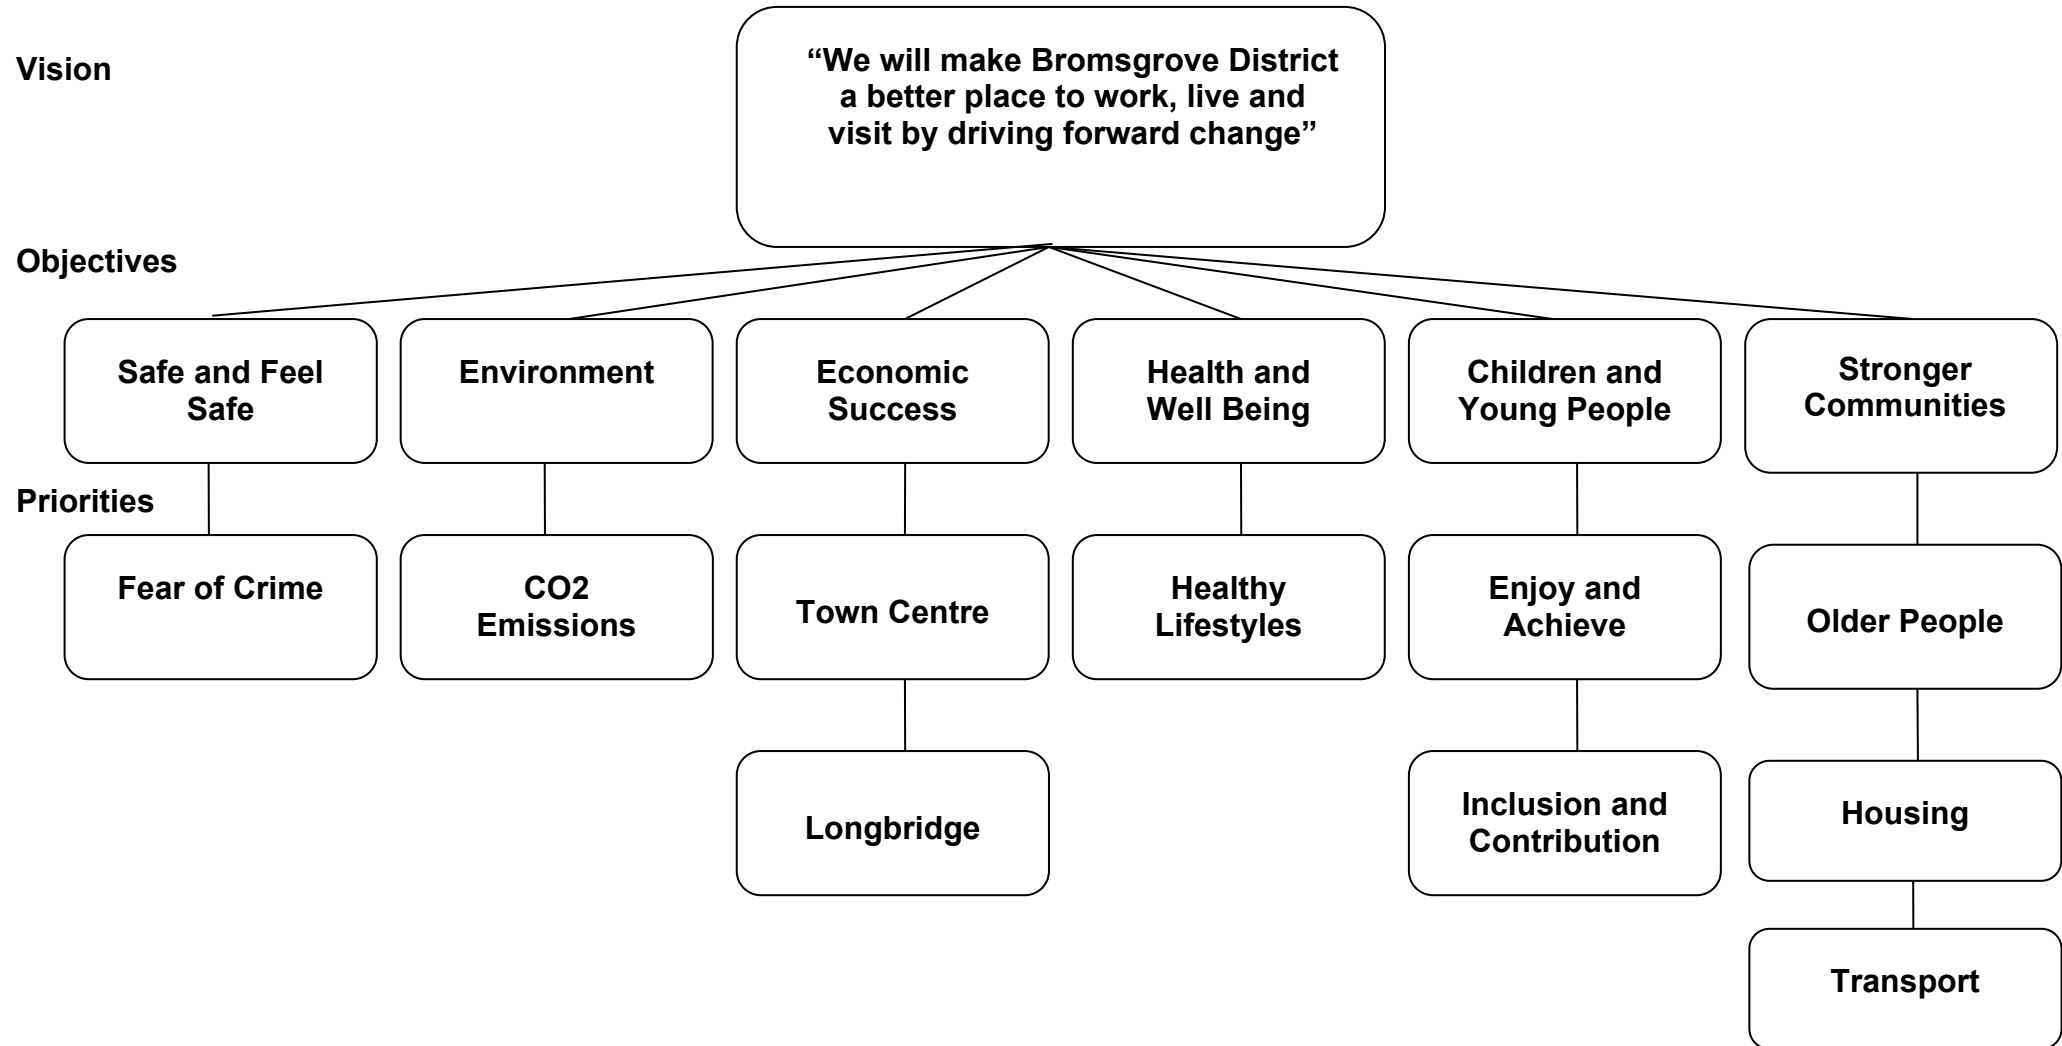 Vision
“We will make Bromsgrove District
a better place to work, live and
visit by driving forward change”
Objectives
Safe and Feel
Safe
Environment
Economic
Success
Health and
Well Being
Children and
Young People
Stronger
Communities
Priorities
Fear of Crime
CO2
Emissions
Town Centre
Healthy
Lifestyles
Enjoy and
Achieve
Older People
Longbridge
Inclusion and
Contribution
Housing
Transport